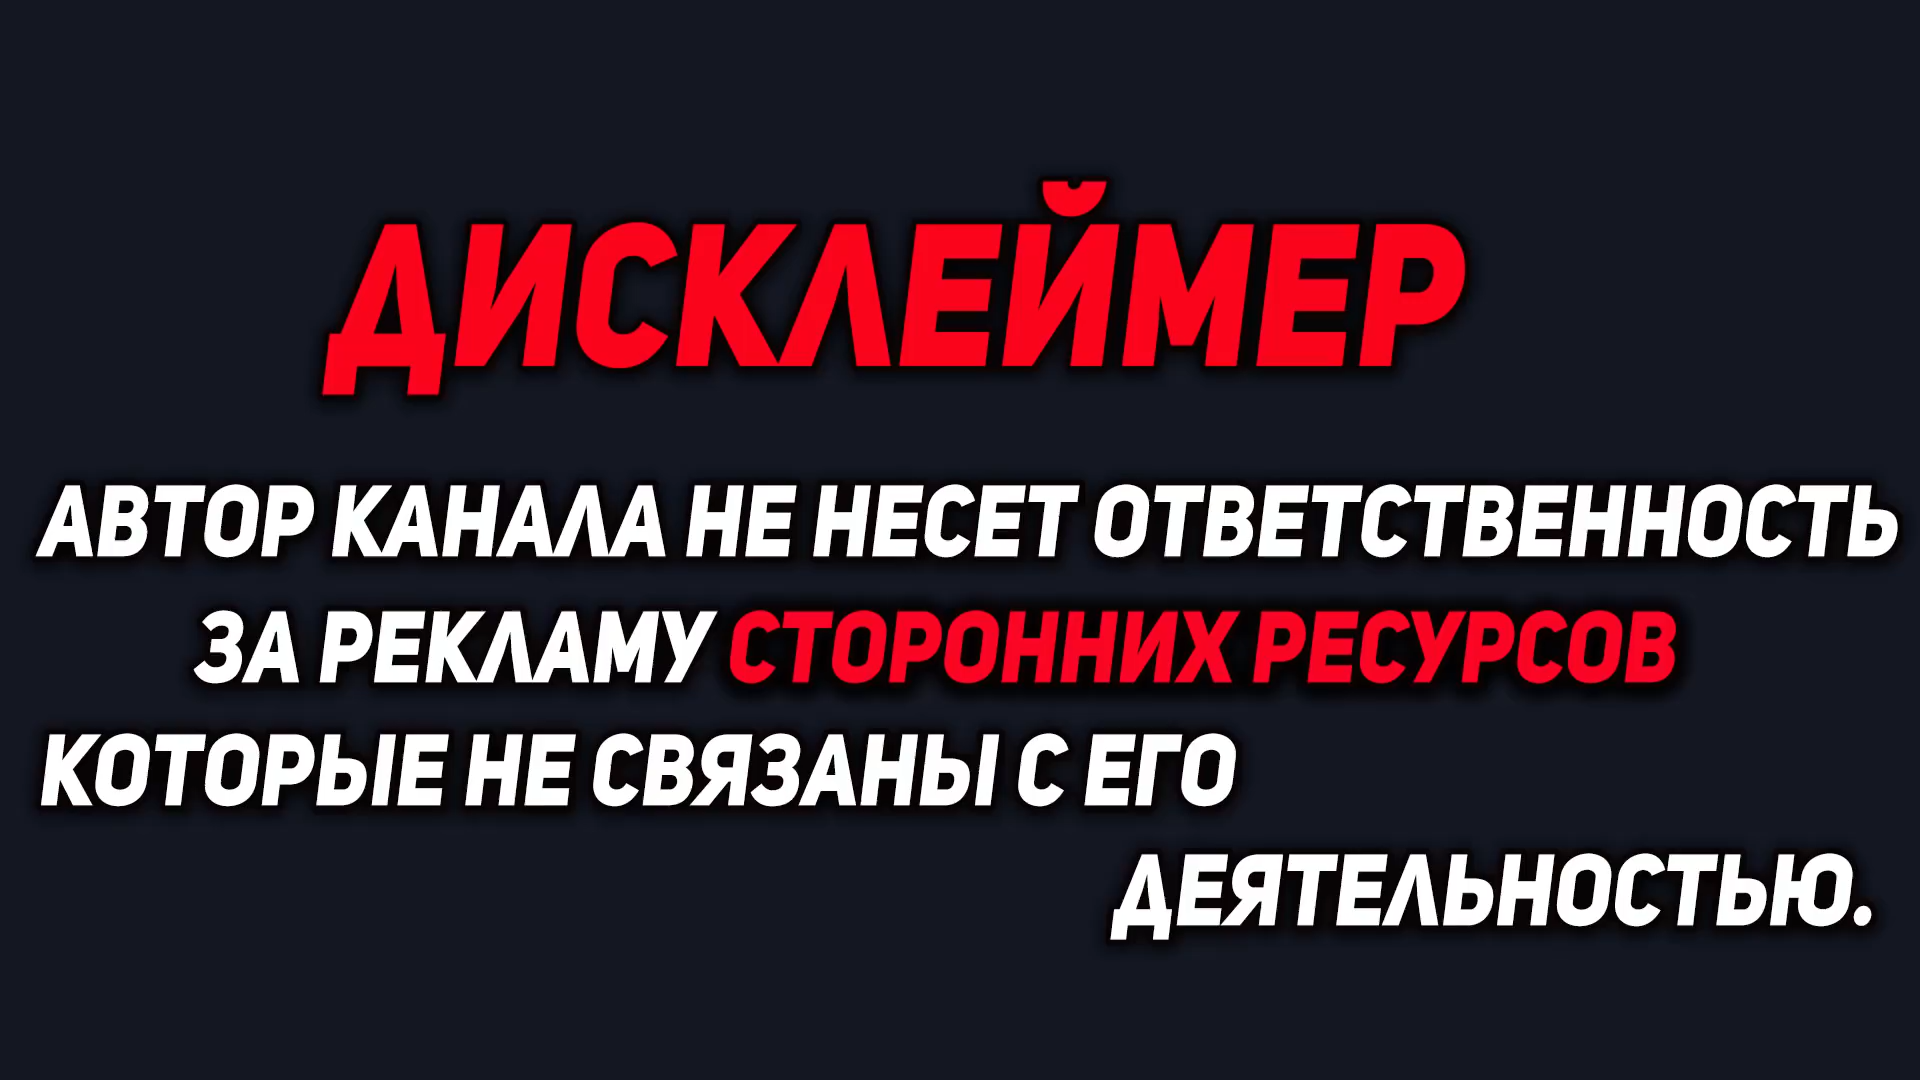 ДИСКЛЕЙМЕР
АВТОР КАНАЛА НЕ НЕСЕТ ОТВЕТСТВЕННОСТЬ
ЗА РЕКЛАМУ СТОРОННИХ РЕСУРСОВ
КОТОРЫЕ НЕ СВЯЗАНЫ С ЕГО
ДЕЯТЕЛЬНОСТЬЮ.